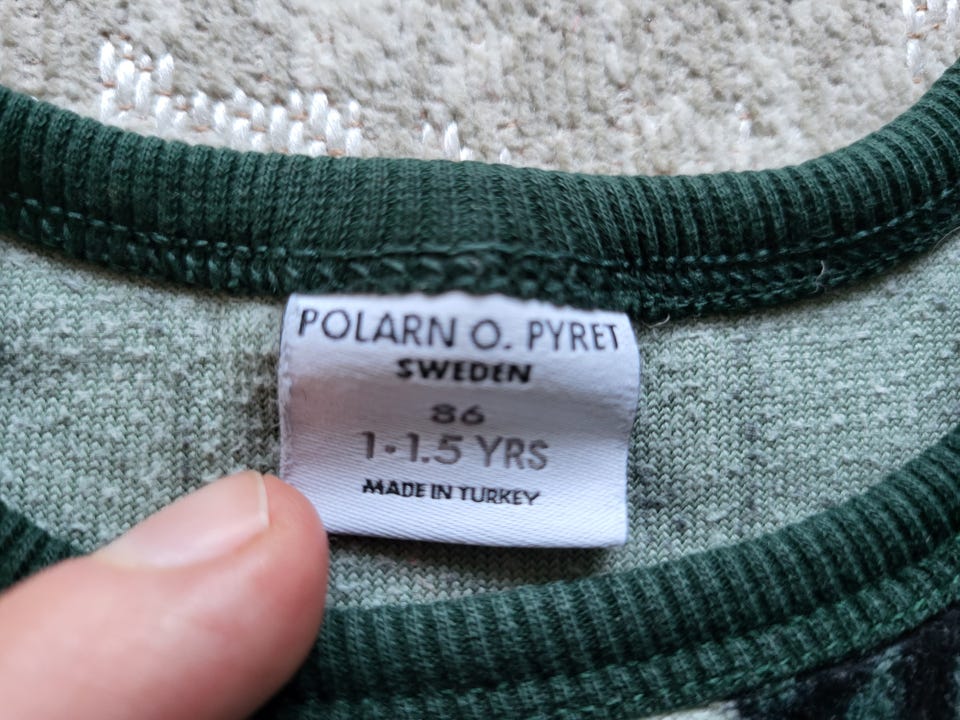 POLARN O. PYRET
SWEDEN
86
1-1.5 YRS
MADE IN TURKEY